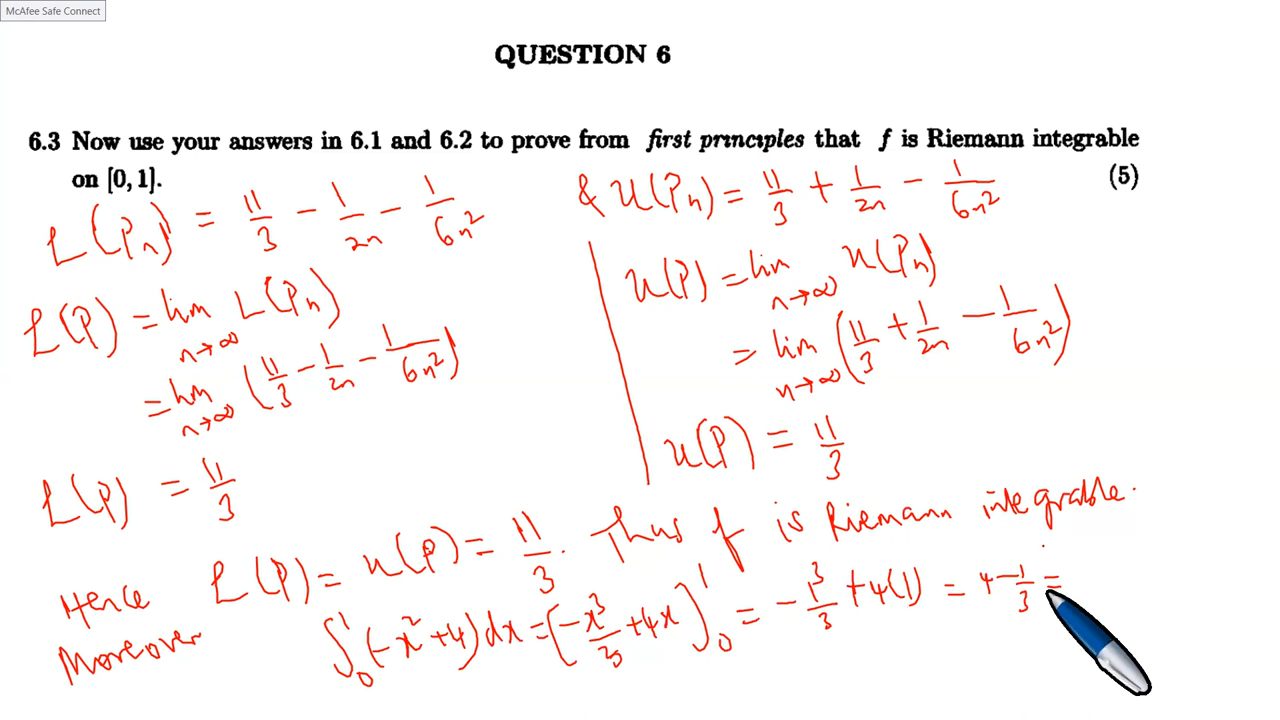 McAfee Safe Connect
QUESTION 6
6.3 Now use your answers in 6.1 and 6.2 to prove from first principles that f is Riemann integrable
on [0, 1]. (5)
L(Pn) = 11/3 - 1/2n - 1/6n²
& U(Pn) = 11/3 + 1/2n - 1/6n²
L(P) = lim n→∞ L(Pn)
= lim n→∞ (11/3 - 1/2n - 1/6n²)
L(P) = 11/3
U(P) = lim n→∞ U(Pn)
= lim n→∞ (11/3 + 1/2n - 1/6n²)
U(P) = 11/3
Hence L(P) = U(P) = 11/3. Thus f is Riemann integrable.
Moreover ∫₀¹ (-x² + 4) dx = (-x³/3 + 4x)]₀¹ = -1³/3 + 4(1) = 4 - 1/3 =